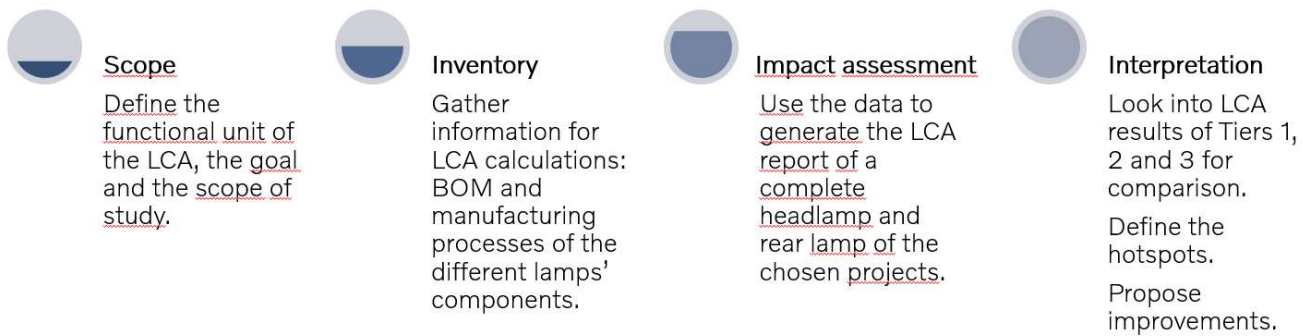 Scope
Define the
functional unit of
the LCA, the goal
and the scope of
study.
Inventory
Gather
information for
LCA calculations:
BOM and
manufacturing
processes of the
different lamps’
components.
Impact assessment
Use the data to
generate the LCA
report of a
complete
headlamp and
rear lamp of the
chosen projects.
Interpretation
Look into LCA
results of Tiers 1,
2 and 3 for
comparison.
Define the
hotspots.
Propose
improvements.